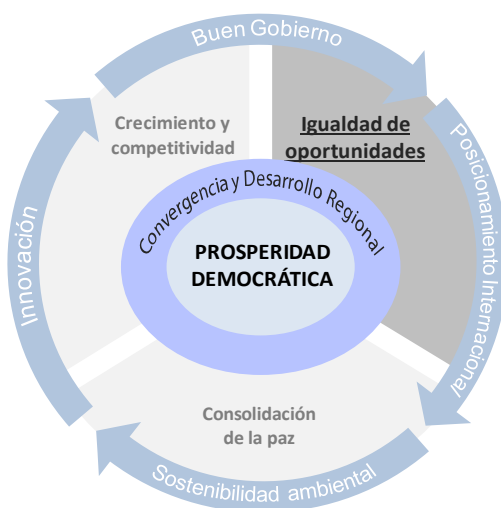 Buen Gobierno
Crecimiento y
competitividad
Igualdad de
oportunidades
Posicionamiento Internacional
Innovación
Convergencia y Desarrollo Regional
PROSPERIDAD
DEMOCRÁTICA
Consolidación
de la paz
Sostenibilidad ambiental